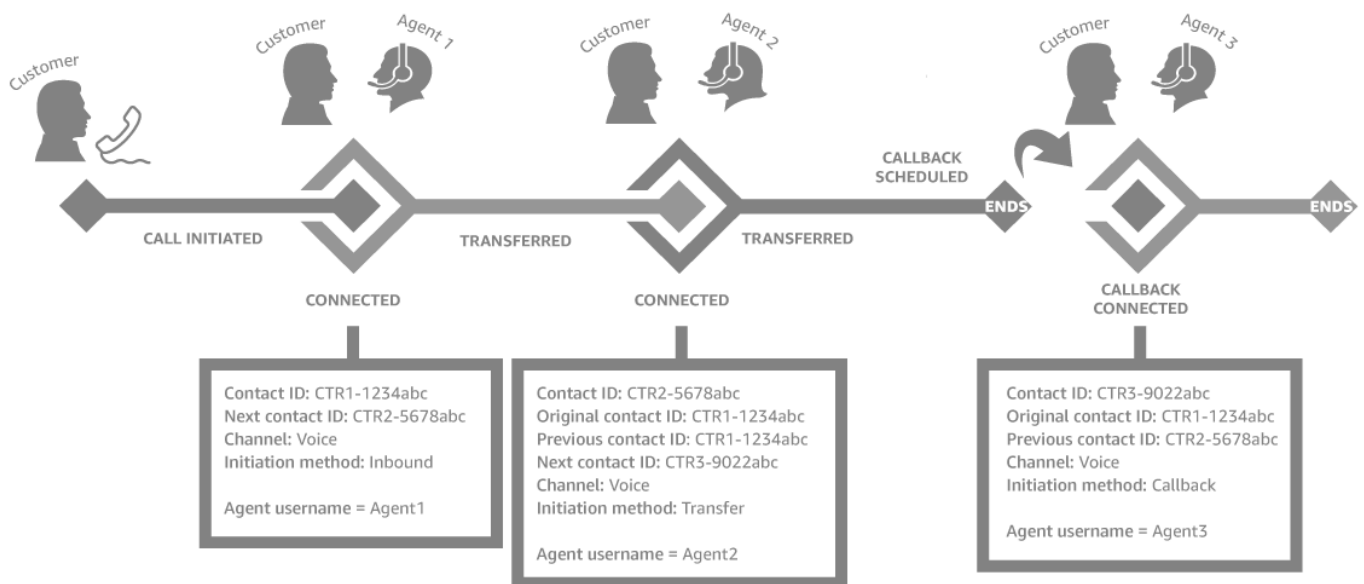 Customer
Customer
Agent 1
Customer
Agent 2
Customer
Agent 3
CALLBACK
SCHEDULED
ENDS
ENDS
CALL INITIATED
TRANSFERRED
TRANSFERRED
CONNECTED
CONNECTED
CALLBACK
CONNECTED
Contact ID: CTR1-1234abc
Next contact ID: CTR2-5678abc
Channel: Voice
Initiation method: Inbound
Agent username = Agent1
Contact ID: CTR2-5678abc
Original contact ID: CTR1-1234abc
Previous contact ID: CTR1-1234abc
Next contact ID: CTR3-9022abc
Channel: Voice
Initiation method: Transfer
Agent username = Agent2
Contact ID: CTR3-9022abc
Original contact ID: CTR1-1234abc
Previous contact ID: CTR2-5678abc
Channel: Voice
Initiation method: Callback
Agent username = Agent3